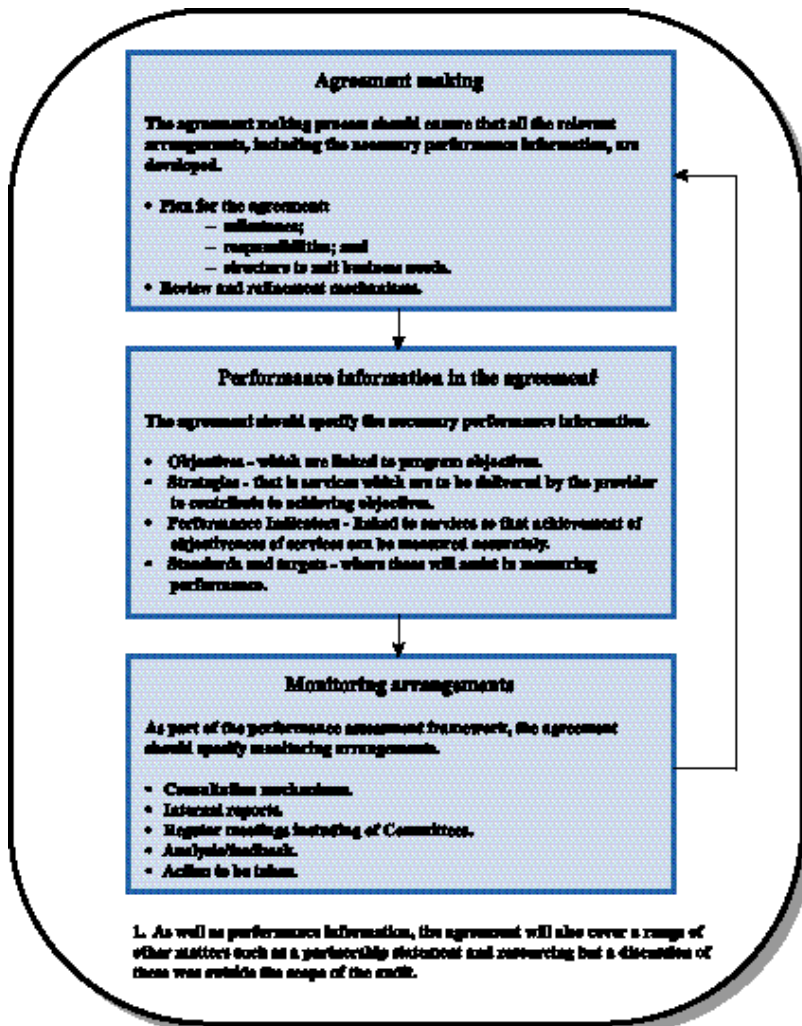 Agreement making
The agreement making process should ensure that all the relevant
arrangements, including the necessary performance information, are
developed.
• Plan for the agreement:
– milestones;
– responsibilities; and
– structure to suit business needs.
• Review and refinement mechanisms.
Performance information in the agreement
The agreement should specify the necessary performance information.
• Objectives - which are linked to program objectives.
• Strategies - that is services which are to be delivered by the provider
to contribute to achieving objectives.
• Performance Indicators - linked to services so that achievement of
objectiveness of services can be measured accurately.
• Standards and targets - where these will assist in measuring
performance.
Monitoring arrangements
As part of the performance assessment framework, the agreement
should specify monitoring arrangements.
• Consultation mechanisms.
• Internal reports.
• Regular meetings including of Committees.
• Analysis/feedback.
• Action to be taken.
1. As well as performance information, the agreement will also cover a range of
other matters such as a partnership statement and resourcing but a discussion of
these was outside the scope of the audit.